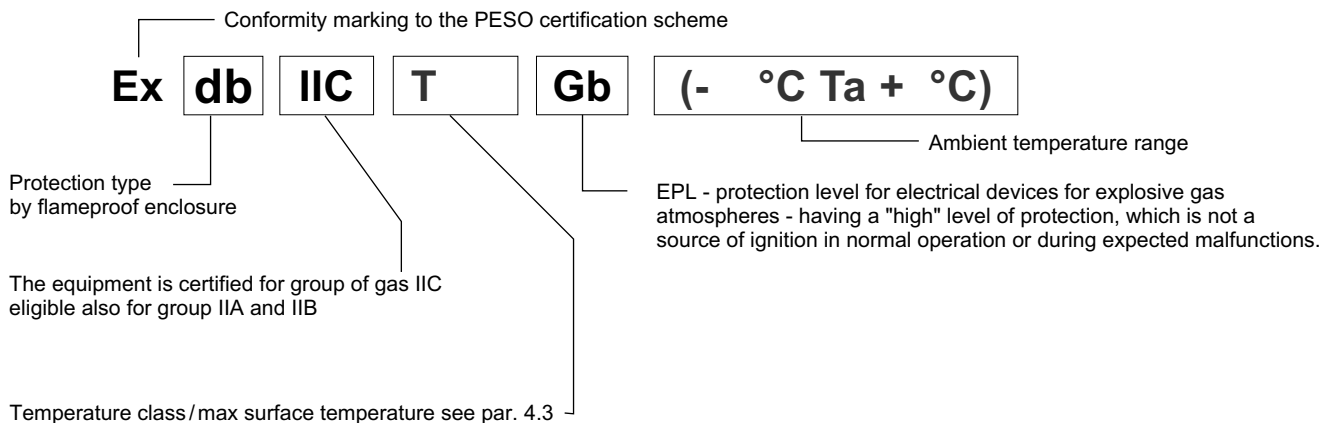 Conformity marking to the PESO certification scheme
Ex db IIC T Gb (- °C Ta + °C)
Ambient temperature range
Protection type
by flameproof enclosure
EPL - protection level for electrical devices for explosive gas
atmospheres - having a "high" level of protection, which is not a
source of ignition in normal operation or during expected malfunctions.
The equipment is certified for group of gas IIC
eligible also for group IIA and IIB
Temperature class/max surface temperature see par. 4.3